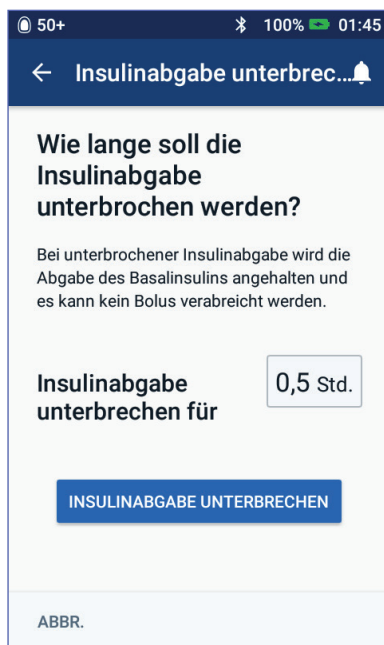 50+ 100% 01:45
Insulinabgabe unterbrec...
Wie lange soll die
Insulinabgabe
unterbrochen werden?
Bei unterbrochener Insulinabgabe wird die
Abgabe des Basalinsulins angehalten und
es kann kein Bolus verabreicht werden.
Insulinabgabe
unterbrechen für
0,5 Std.
INSULINABGABE UNTERBRECHEN
ABBR.